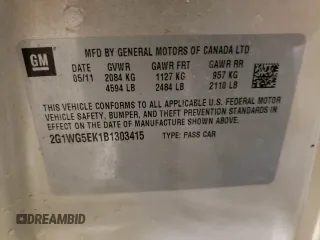 GM
MFD BY GENERAL MOTORS OF CANADA LTD
DATE GVWR GAWR FRT GAWR RR
05/11 2084 KG 1127 KG 957 KG
4594 LB 2484 LB 2110 LB
THIS VEHICLE CONFORMS TO ALL APPLICABLE U.S. FEDERAL MOTOR
VEHICLE SAFETY, BUMPER, AND THEFT PREVENTION STANDARDS IN
EFFECT ON THE DATE OF MANUFACTURE SHOWN ABOVE.
2G1WG5EK1B1303415 TYPE: PASS CAR
DREAMBID